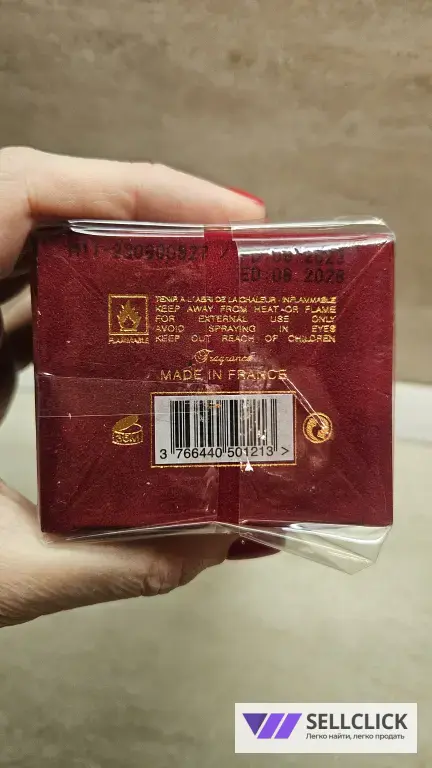 ED 08 2028
TENIR A L'ABRI DE LA CHALEUR - INFLAMMABLE
KEEP AWAY FROM HEAT-OR FLAME
FOR EXTERNAL USE ONLY
AVOID SPRAYING IN EYES
KEEP OUT REACH OF CHILDREN
FLAMMABLE
Fragrance
MADE IN FRANCE
3 766440 501213 >
SELLCLICK
Легко найти, легко продать